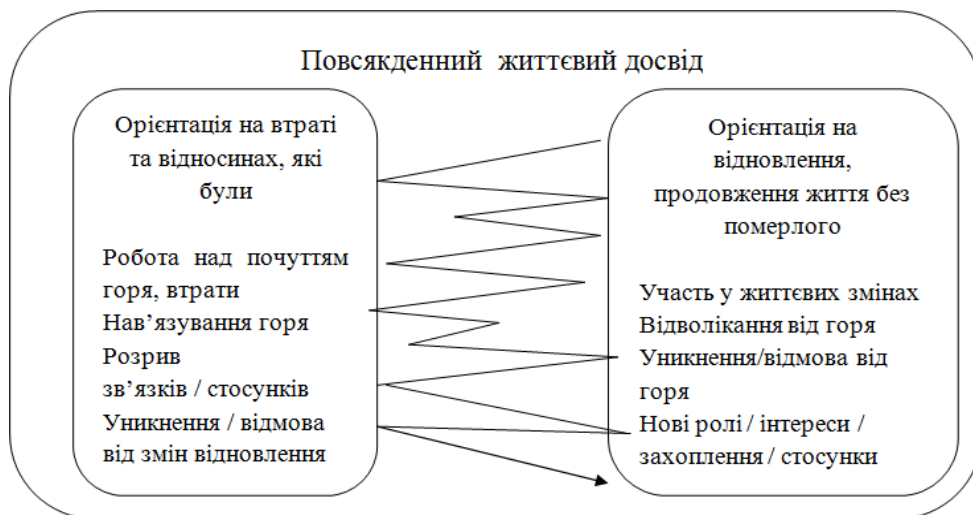 Повсякденний життєвий досвід
Орієнтація на втраті
та відносинах, які
були
Робота над почуттям
горя, втрати
Нав’язування горя
Розрив
зв’язків / стосунків
Уникнення / відмова
від змін відновлення
Орієнтація на
відновлення,
продовження життя без
померлого
Участь у життєвих змінах
Відволікання від горя
Уникнення/відмова від
горя
Нові ролі / інтереси /
захоплення / стосунки